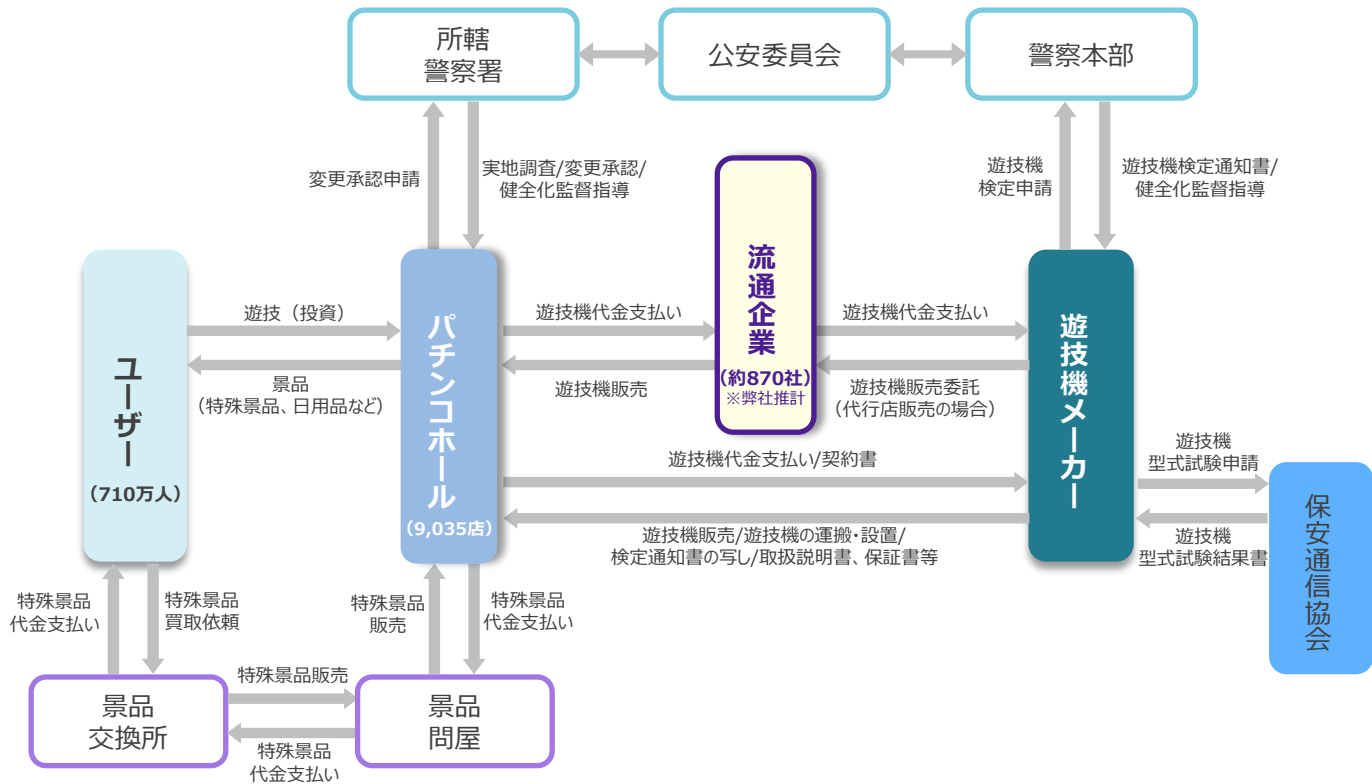 所轄
警察署
公安委員会
警察本部
変更承認申請
実地調査/変更承認/
健全化監督指導
遊技機
検定申請
遊技機検定通知書/
健全化監督指導
ユーザー
(710万人)
遊技（投資）
景品
(特殊景品、日用品など)
パチンコホール
(9,035店)
遊技機代金支払い
遊技機販売
流通企業
(約870社)
※弊社推計
遊技機代金支払い
遊技機販売委託
(代行店販売の場合)
遊技機メーカー
遊技機代金支払い/契約書
遊技機販売/遊技機の運搬・設置/
検定通知書の写し/取扱説明書、保証書等
遊技機
型式試験申請
遊技機
型式試験結果書
保安通信協会
特殊景品
代金支払い
特殊景品
買取依頼
特殊景品
販売
特殊景品
代金支払い
景品
交換所
特殊景品販売
特殊景品
代金支払い
景品
問屋